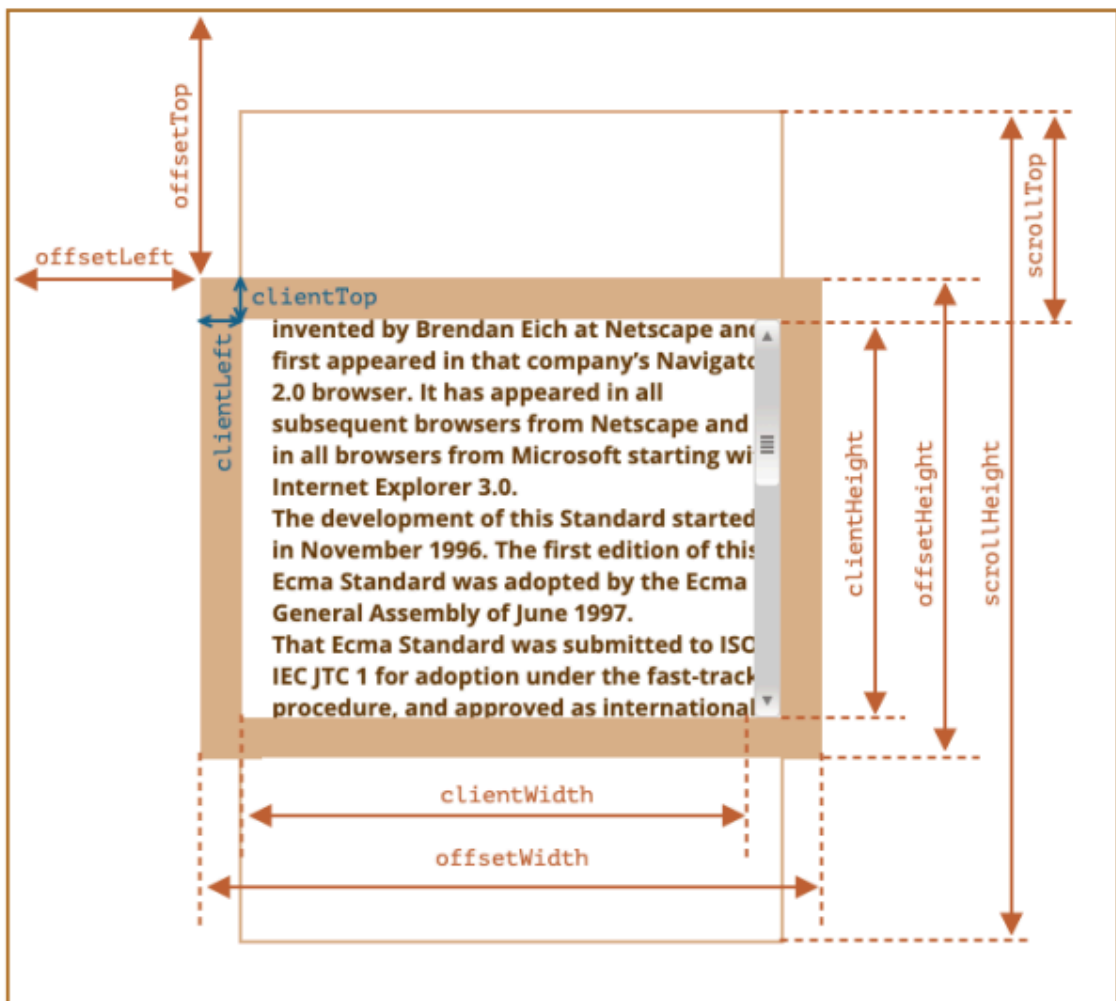 offsetTop
offsetLeft
scrollTop
clientTop
clientLeft
invented by Brendan Eich at Netscape and
first appeared in that company’s Navigato
2.0 browser. It has appeared in all
subsequent browsers from Netscape and
in all browsers from Microsoft starting wi
Internet Explorer 3.0.
The development of this Standard started
in November 1996. The first edition of this
Ecma Standard was adopted by the Ecma
General Assembly of June 1997.
That Ecma Standard was submitted to ISO
IEC JTC 1 for adoption under the fast-track
procedure, and approved as international
clientHeight
offsetHeight
scrollHeight
clientWidth
offsetWidth